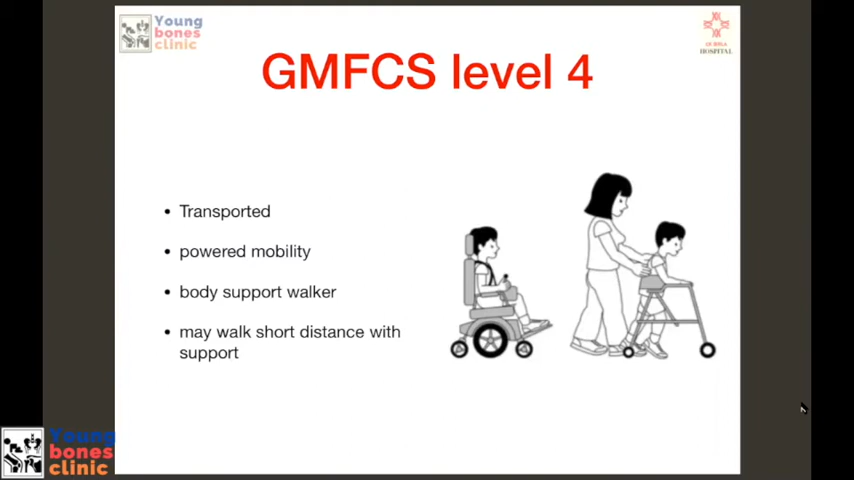 Young
bones
clinic
HOSPITAL
GMFCS level 4
• Transported
• powered mobility
• body support walker
• may walk short distance with
support
Young
bones
clinic